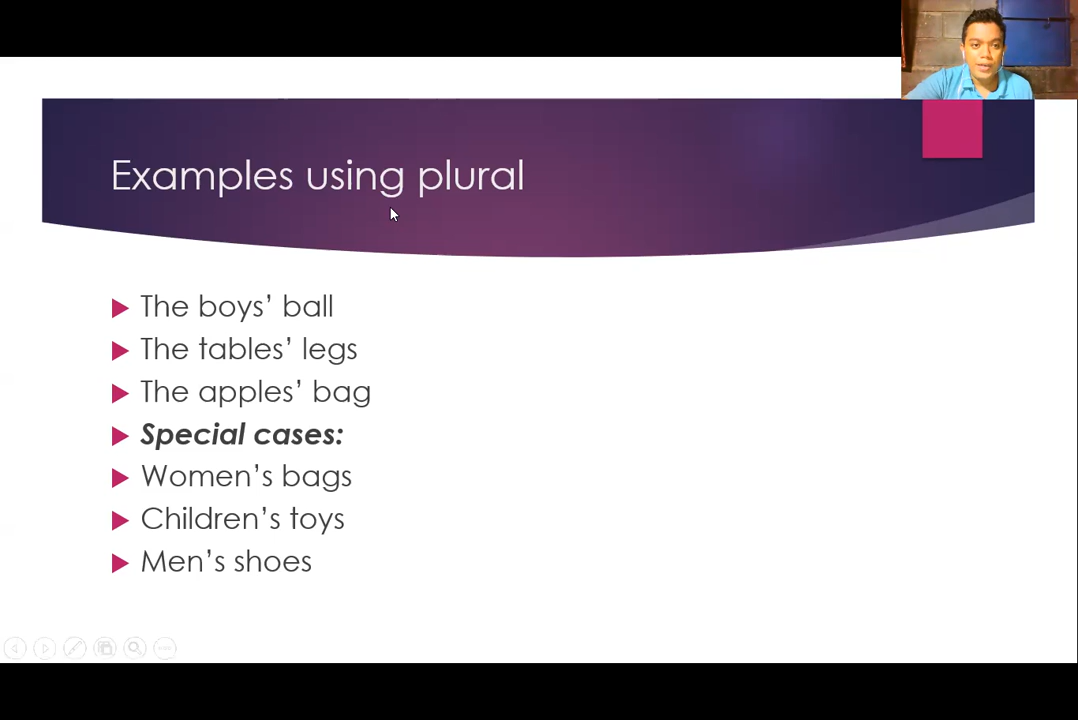 Examples using plural
The boys’ ball
The tables’ legs
The apples’ bag
Special cases:
Women’s bags
Children’s toys
Men’s shoes